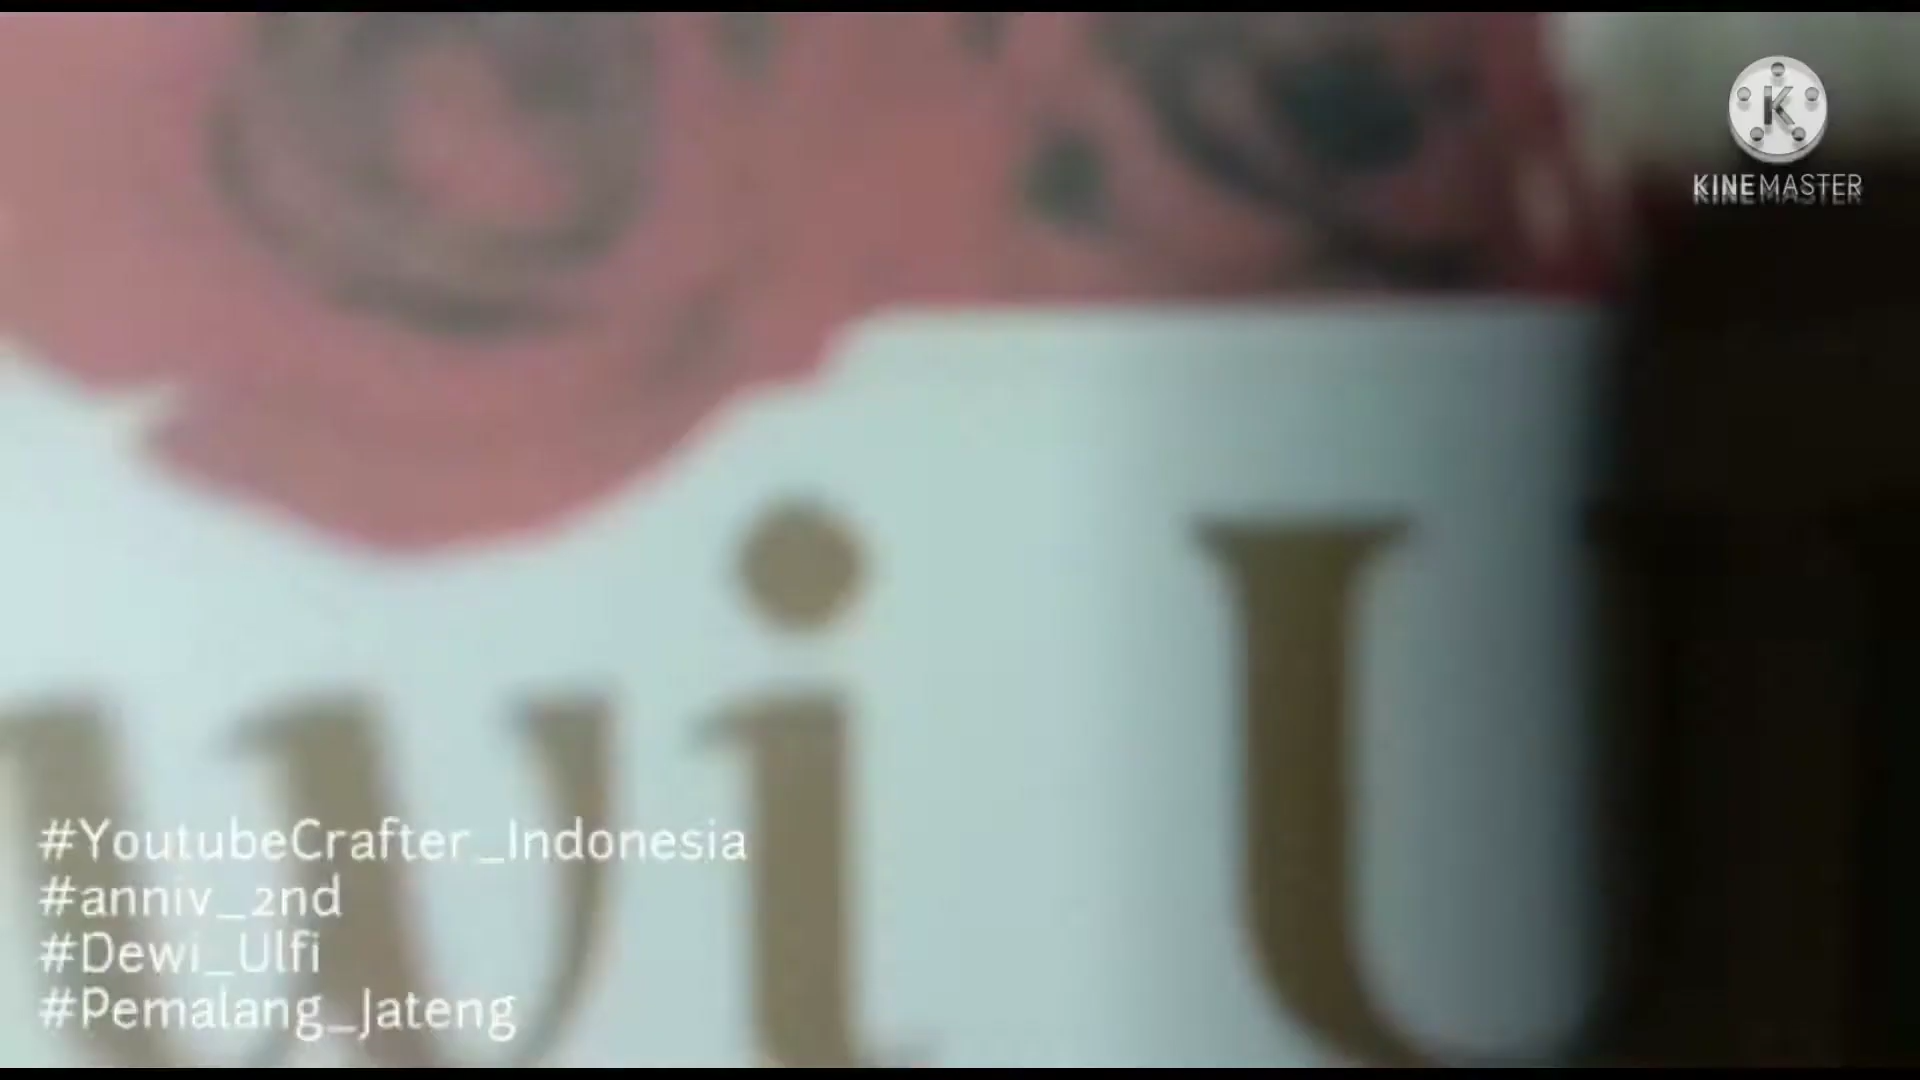 KINEMASTER
wi U
#YoutubeCrafter_Indonesia
#anniv_2nd
#Dewi_Ulfi
#Pemalang_Jateng